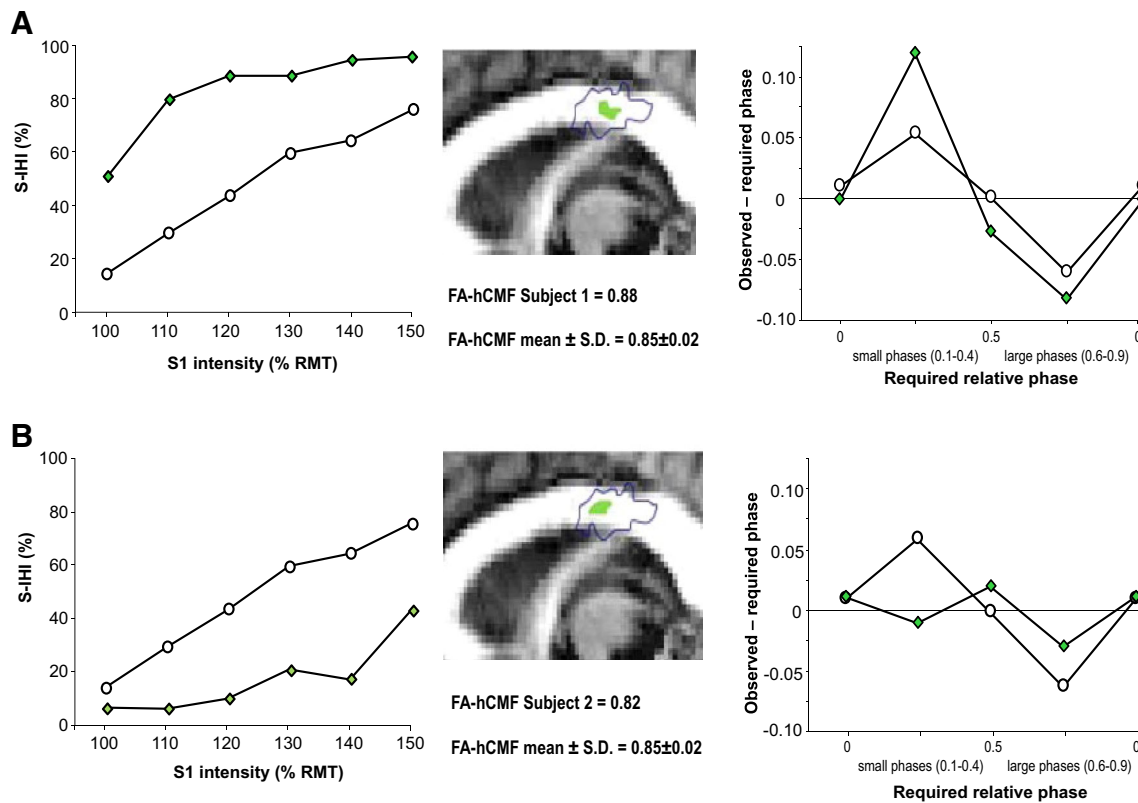 A
S-IHI (%)
100
80
60
40
20
0
100 110 120 130 140 150
S1 intensity (% RMT)
FA-hCMF Subject 1 = 0.88
FA-hCMF mean ± S.D. = 0.85±0.02
Observed – required phase
0.10
0.05
0
-0.05
-0.10
0 0.5 0
small phases (0.1-0.4) large phases (0.6-0.9)
Required relative phase
B
S-IHI (%)
100
80
60
40
20
0
100 110 120 130 140 150
S1 intensity (% RMT)
FA-hCMF Subject 2 = 0.82
FA-hCMF mean ± S.D. = 0.85±0.02
Observed – required phase
0.10
0.05
0
-0.05
-0.10
0 0.5 0
small phases (0.1-0.4) large phases (0.6-0.9)
Required relative phase